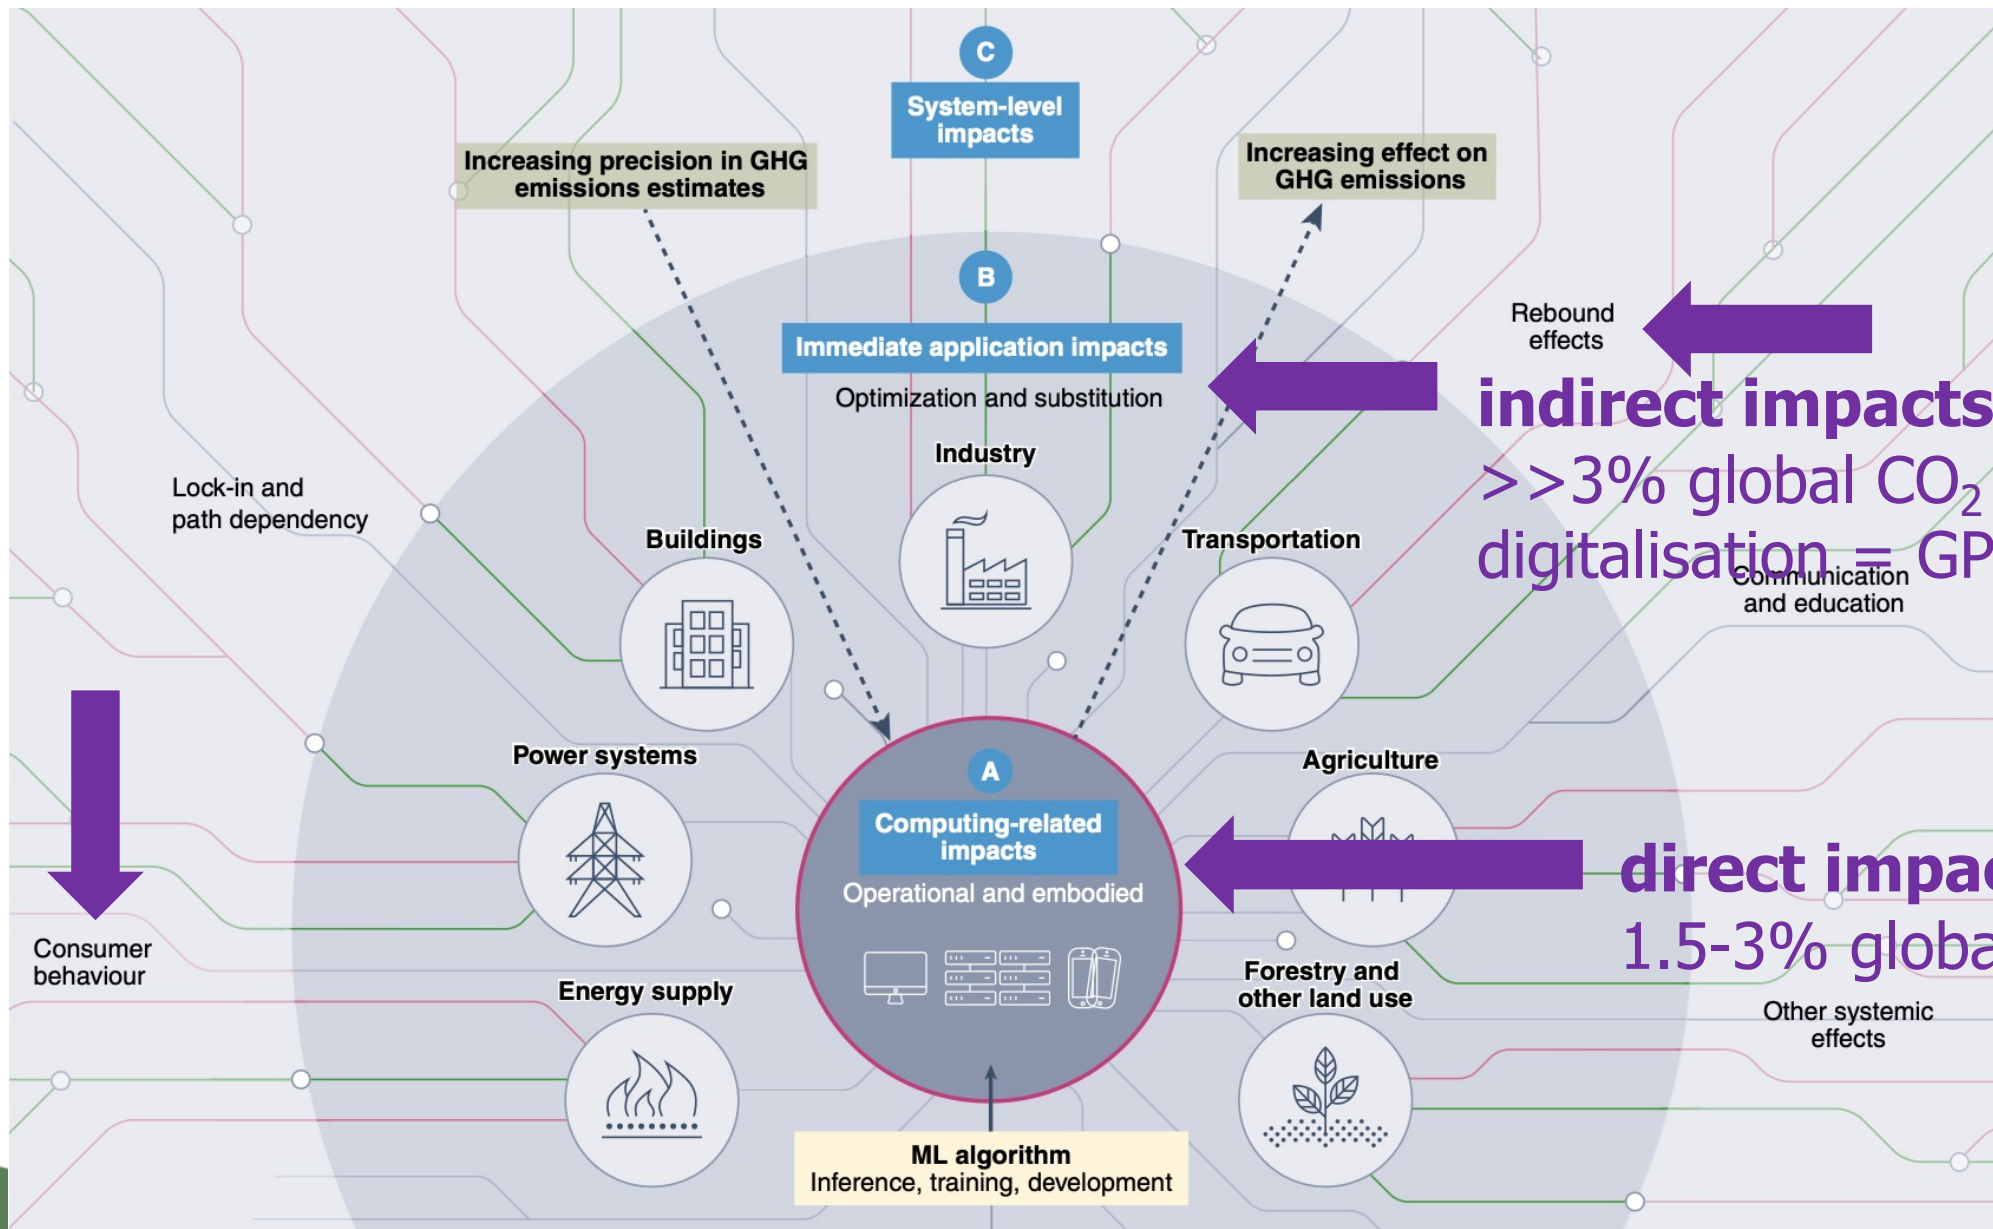 C
System-level
impacts
Increasing precision in GHG
emissions estimates
Increasing effect on
GHG emissions
B
Immediate application impacts
Optimization and substitution
Rebound
effects
indirect impacts
>>3% global CO₂
digitalisation = GP
Industry
Lock-in and
path dependency
Buildings
Transportation
Communication
and education
Power systems
A
Computing-related
impacts
Operational and embodied
Agriculture
direct impac
1.5-3% globa
Consumer
behaviour
Energy supply
Forestry and
other land use
Other systemic
effects
ML algorithm
Inference, training, development